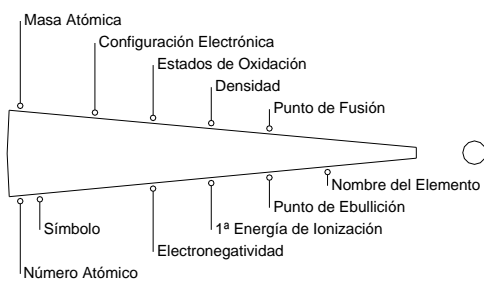 Masa Atómica
Configuración Electrónica
Estados de Oxidación
Densidad
Punto de Fusión
Nombre del Elemento
Punto de Ebullición
1ª Energía de Ionización
Símbolo
Electronegatividad
Número Atómico